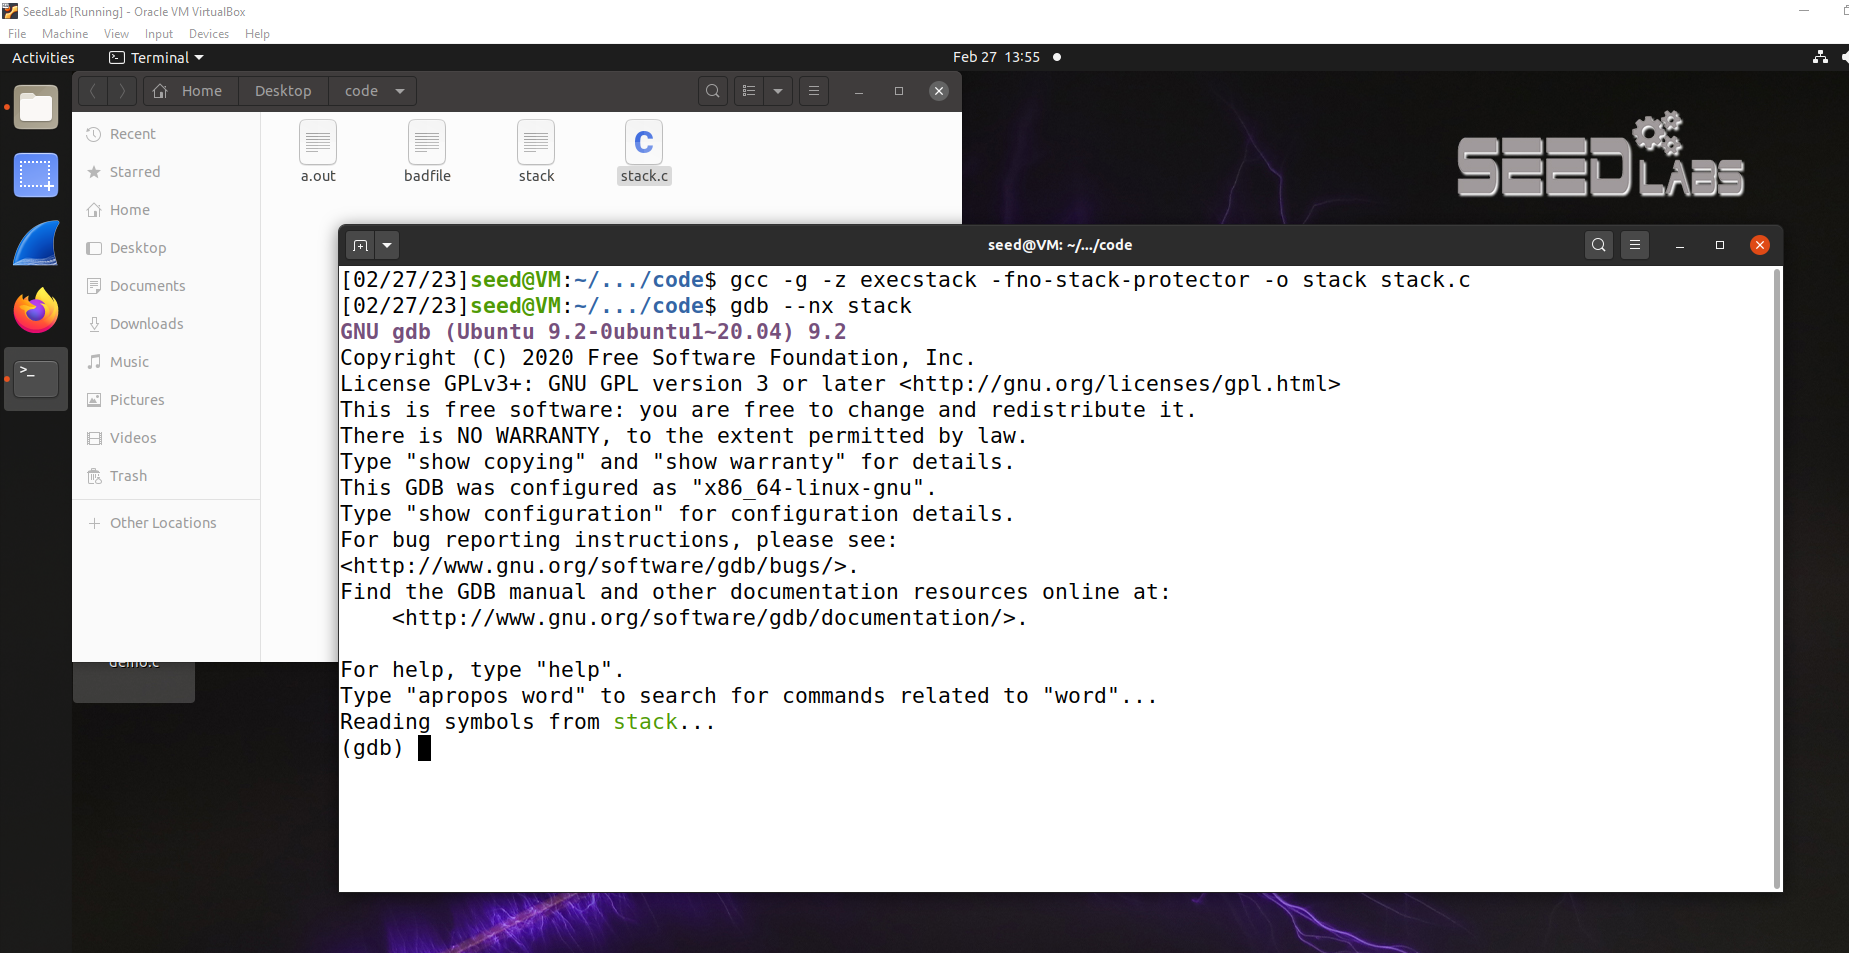 SeedLab [Running] - Oracle VM VirtualBox
File Machine View Input Devices Help
Activities Terminal Feb 27 13:55
Home Desktop code
Recent
Starred
Home
Desktop
Documents
Downloads
Music
Pictures
Videos
Trash
Other Locations
a.out badfile stack stack.c
demo.c
SEED LABS
seed@VM: ~/.../code
[02/27/23]seed@VM:~/.../code$ gcc -g -z execstack -fno-stack-protector -o stack stack.c
[02/27/23]seed@VM:~/.../code$ gdb --nx stack
GNU gdb (Ubuntu 9.2-0ubuntu1~20.04) 9.2
Copyright (C) 2020 Free Software Foundation, Inc.
License GPLv3+: GNU GPL version 3 or later <http://gnu.org/licenses/gpl.html>
This is free software: you are free to change and redistribute it.
There is NO WARRANTY, to the extent permitted by law.
Type "show copying" and "show warranty" for details.
This GDB was configured as "x86_64-linux-gnu".
Type "show configuration" for configuration details.
For bug reporting instructions, please see:
<http://www.gnu.org/software/gdb/bugs/>.
Find the GDB manual and other documentation resources online at:
    <http://www.gnu.org/software/gdb/documentation/>.

For help, type "help".
Type "apropos word" to search for commands related to "word"...
Reading symbols from stack...
(gdb)